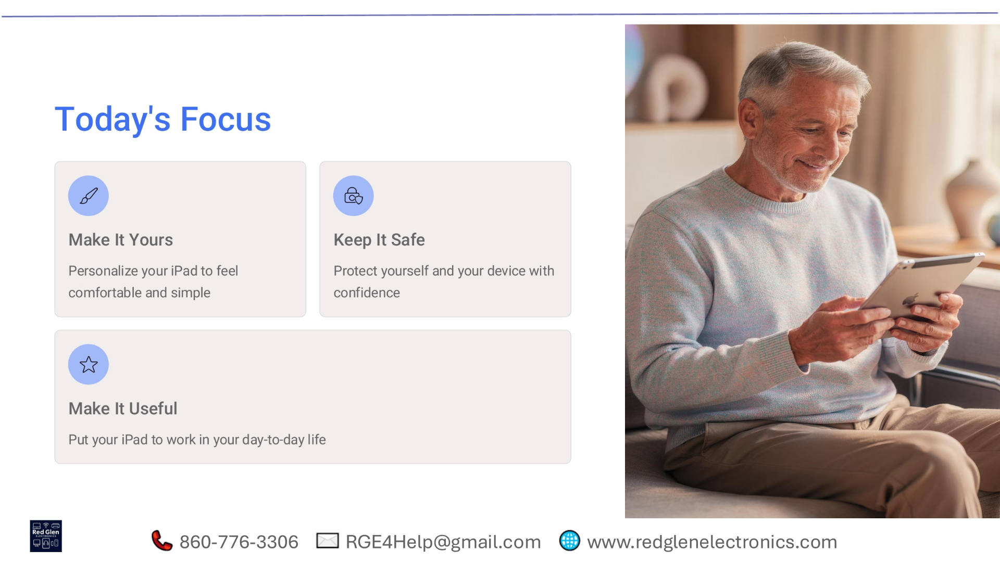 Today's Focus
Make It Yours
Personalize your iPad to feel
comfortable and simple
Keep It Safe
Protect yourself and your device with
confidence
Make It Useful
Put your iPad to work in your day-to-day life
Red Glen
ELECTRONICS
860-776-3306
RGE4Help@gmail.com
www.redglenelectronics.com